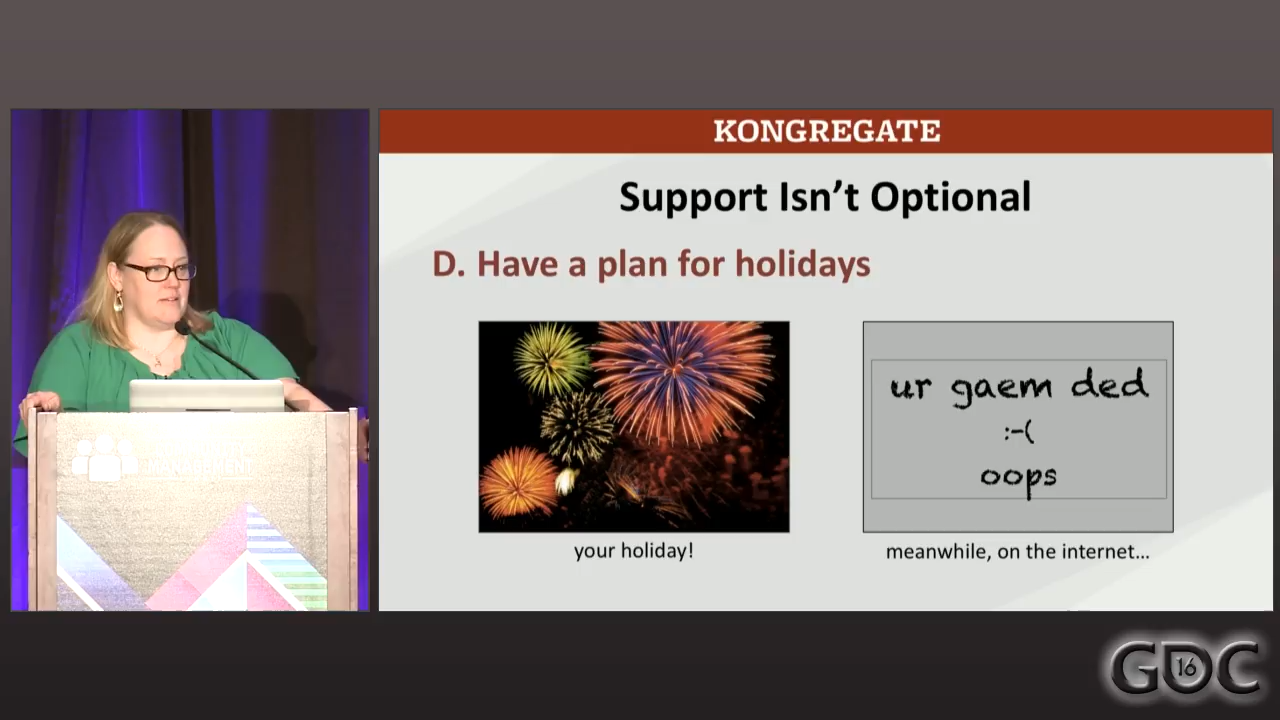 KONGREGATE
Support Isn't Optional
D. Have a plan for holidays
ur gaem ded
:-(
oops
your holiday!
meanwhile, on the internet...
MANAGEMENT
GDC
16